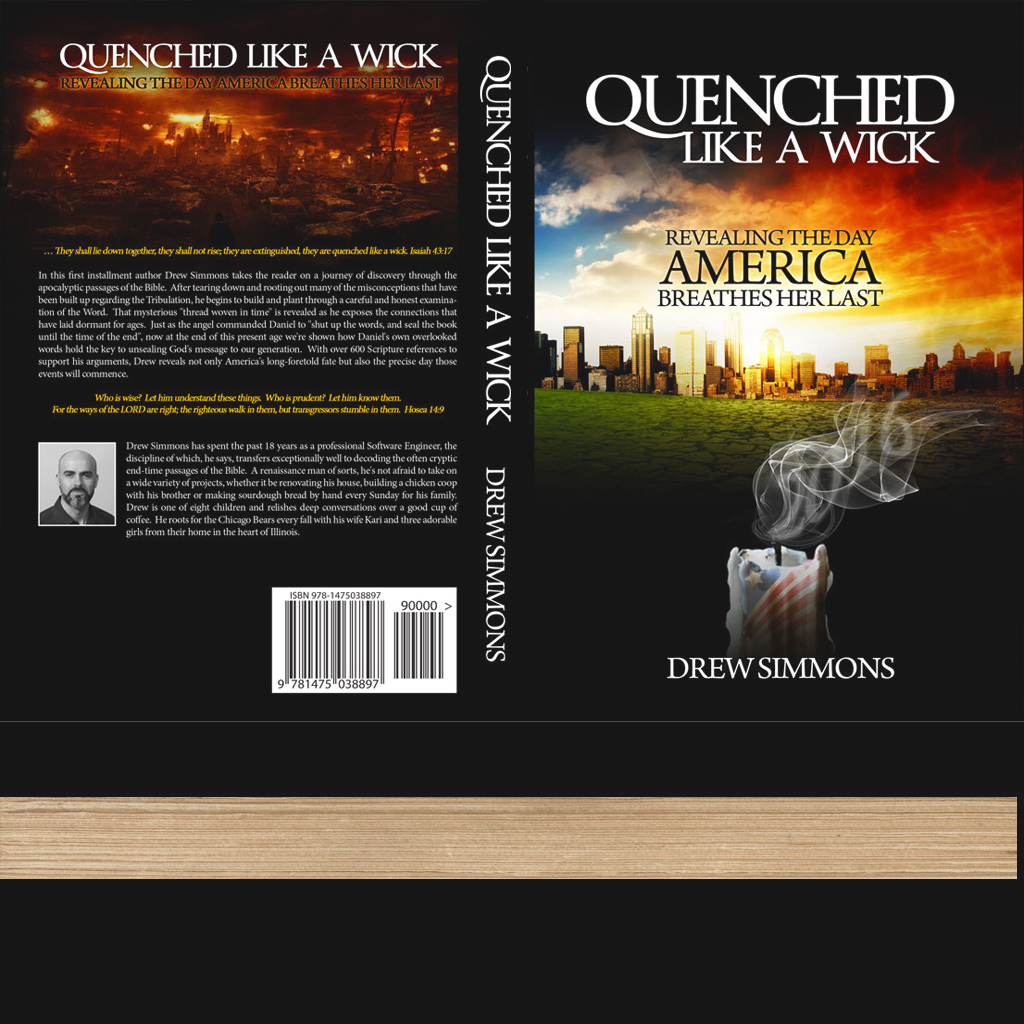 QUENCHED LIKE A WICK
REVEALING THE DAY AMERICA BREATHES HER LAST
... They shall lie down together, they shall not rise; they are extinguished, they are quenched like a wick. Isaiah 43:17
In this first installment author Drew Simmons takes the reader on a journey of discovery through the
apocalyptic passages of the Bible. After tearing down and rooting out many of the misconceptions that have
been built up regarding the Tribulation, he begins to build and plant through a careful and honest examina-
tion of the Word. That mysterious "thread woven in time" is revealed as he exposes the connections that
have laid dormant for ages. Just as the angel commanded Daniel to "shut up the words, and seal the book
until the time of the end", now at the end of this present age we're shown how Daniel's own overlooked
words hold the key to unsealing God's message to our generation. With over 600 Scripture references to
support his arguments, Drew reveals not only America's long-foretold fate but also the precise day those
events will commence.
Who is wise? Let him understand these things. Who is prudent? Let him know them.
For the ways of the LORD are right; the righteous walk in them, but transgressors stumble in them. Hosea 14:9
Drew Simmons has spent the past 18 years as a professional Software Engineer, the
discipline of which, he says, transfers exceptionally well to decoding the often cryptic
end-time passages of the Bible. A renaissance man of sorts, he's not afraid to take on
a wide variety of projects, whether it be renovating his house, building a chicken coop
with his brother or making sourdough bread by hand every Sunday for his family.
Drew is one of eight children and relishes deep conversations over a good cup of
coffee. He roots for the Chicago Bears every fall with his wife Kari and three adorable
girls from their home in the heart of Illinois.
ISBN 978-1475038897
90000 >
9 781475 038897
QUENCHED LIKE A WICK DREW SIMMONS
QUENCHED
LIKE A WICK
REVEALING THE DAY
AMERICA
BREATHES HER LAST
DREW SIMMONS